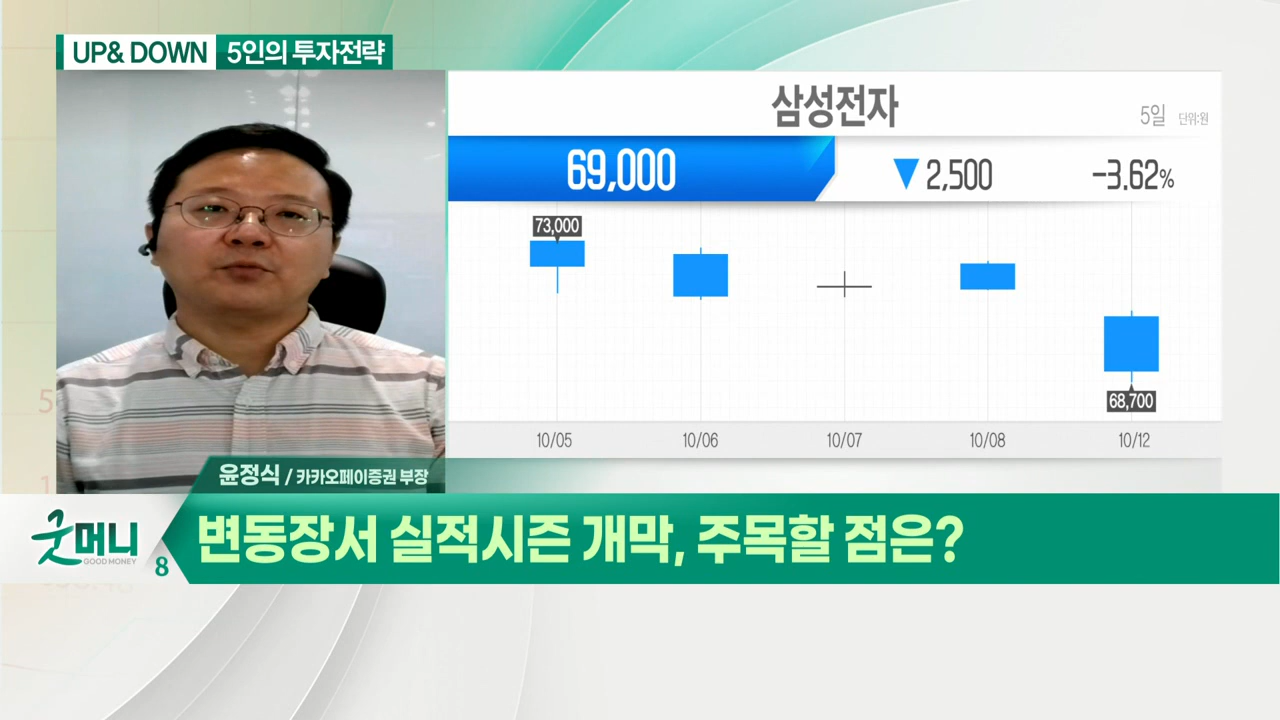 UP& DOWN 5인의 투자전략
삼성전자
5일 단위:원
69,000 ▼ 2,500 -3.62%
73,000
68,700
10/05 10/06 10/07 10/08 10/12
윤정식 / 카카오페이증권 부장
굿머니
GOOD MONEY
8
변동장서 실적시즌 개막, 주목할 점은?
5